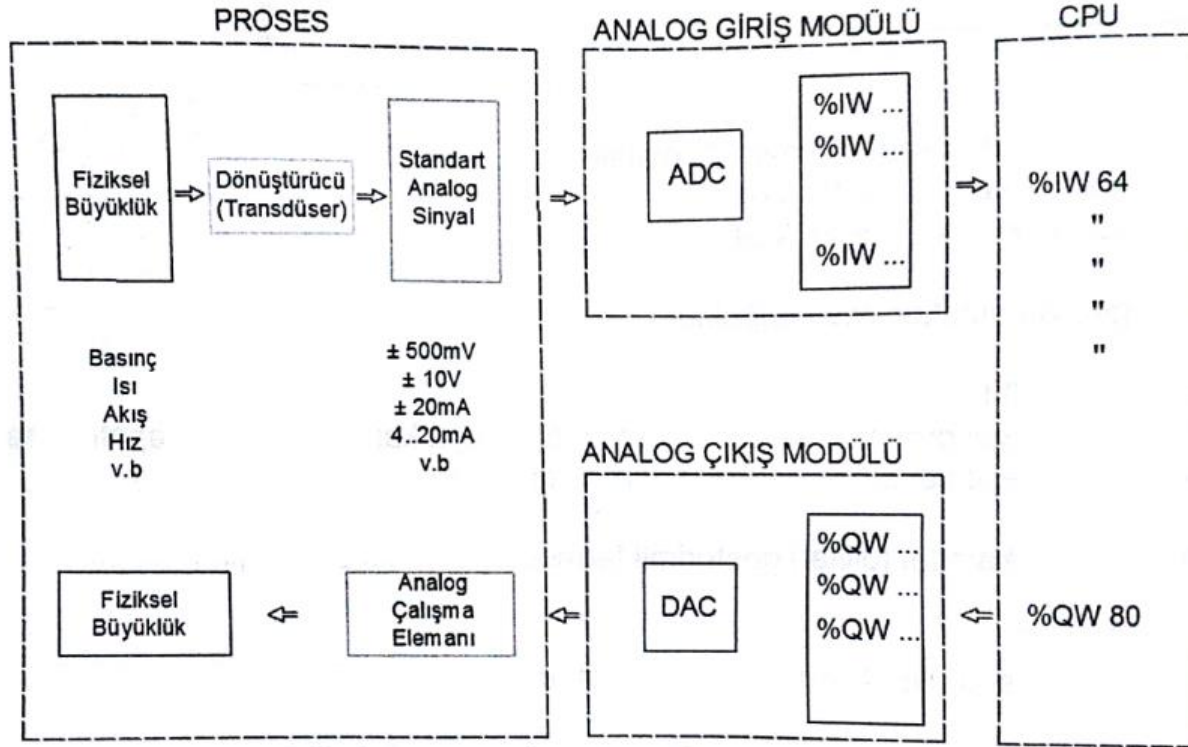 PROSES
ANALOG GİRİŞ MODÜLÜ
CPU
Fiziksel
Büyüklük
Dönüştürücü
(Transdüser)
Standart
Analog
Sinyal
ADC
%IW ...
%IW ...
%IW ...
%IW 64
"
"
"
"
Basınç
Isı
Akış
Hız
v.b
± 500mV
± 10V
± 20mA
4..20mA
v.b
ANALOG ÇIKIŞ MODÜLÜ
Fiziksel
Büyüklük
Analog
Çalışma
Elemanı
DAC
%QW ...
%QW ...
%QW ...
%QW 80